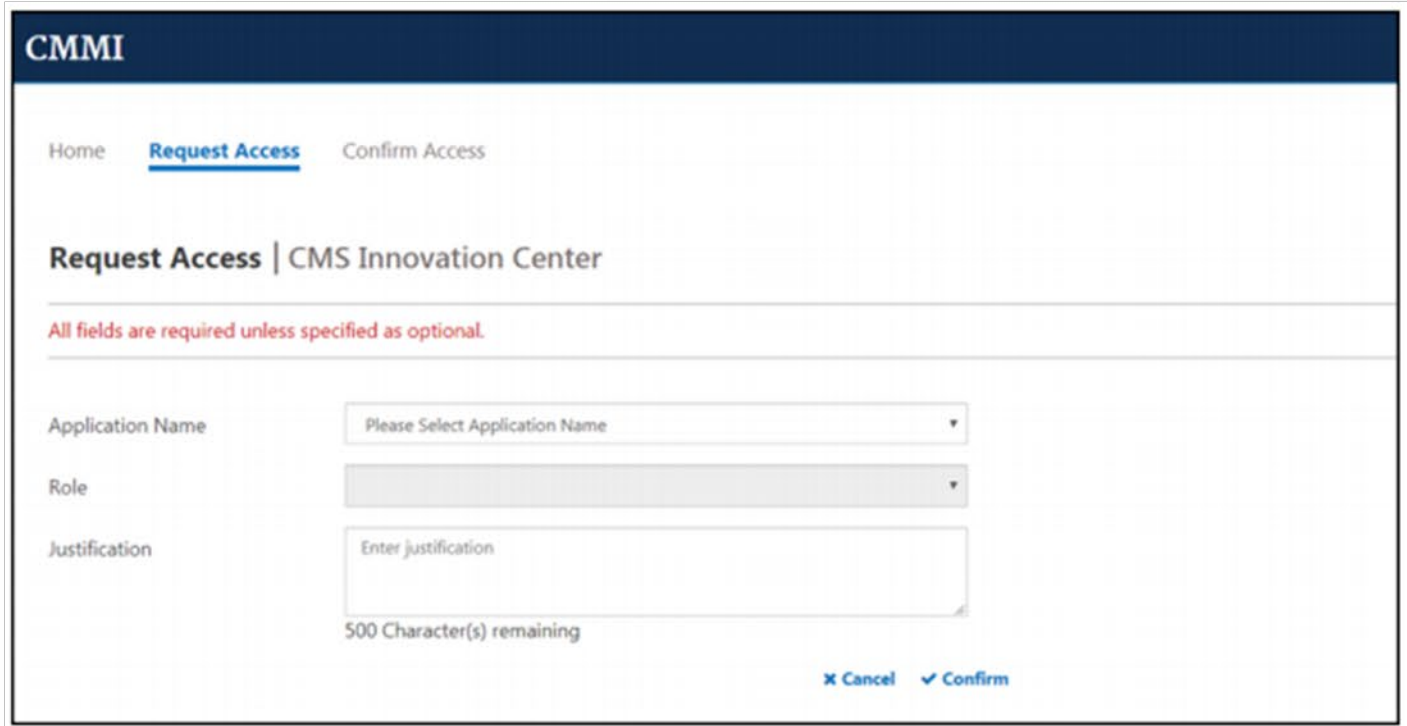 CMMI
Home Request Access Confirm Access
Request Access | CMS Innovation Center
All fields are required unless specified as optional.
Application Name Please Select Application Name
Role
Justification Enter justification
500 Character(s) remaining
Cancel Confirm